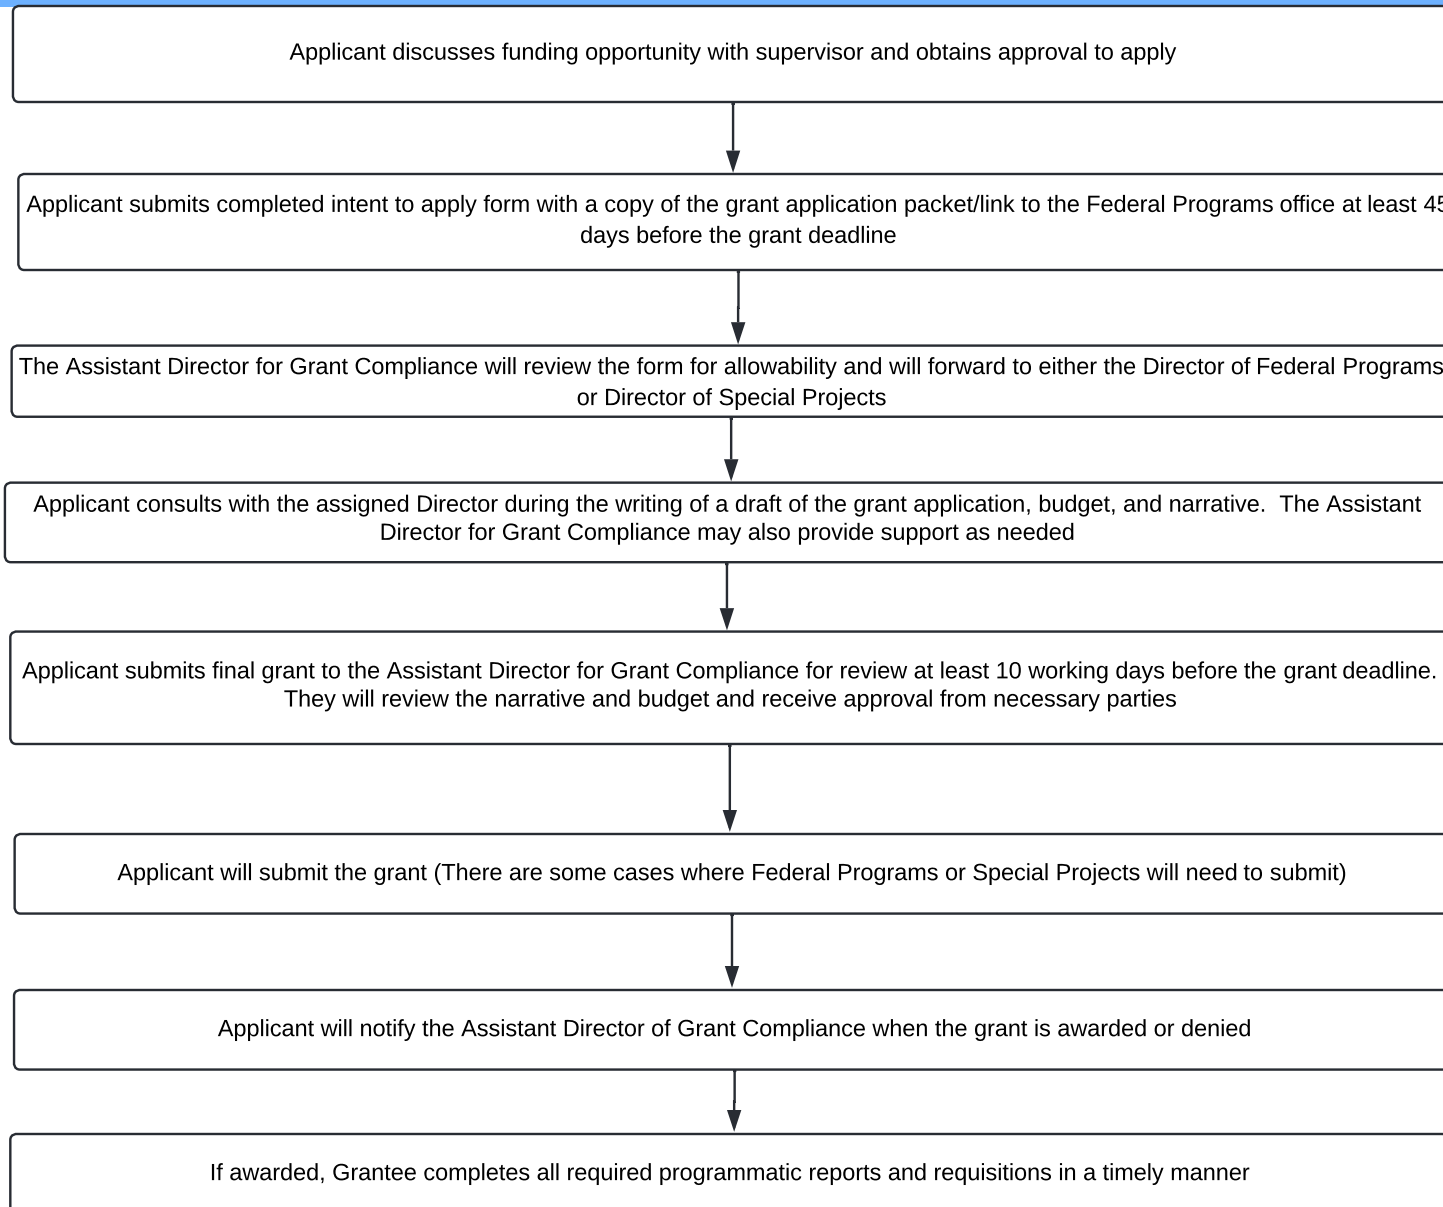 Applicant discusses funding opportunity with supervisor and obtains approval to apply
Applicant submits completed intent to apply form with a copy of the grant application packet/link to the Federal Programs office at least 45
days before the grant deadline
The Assistant Director for Grant Compliance will review the form for allowability and will forward to either the Director of Federal Programs
or Director of Special Projects
Applicant consults with the assigned Director during the writing of a draft of the grant application, budget, and narrative.  The Assistant
Director for Grant Compliance may also provide support as needed
Applicant submits final grant to the Assistant Director for Grant Compliance for review at least 10 working days before the grant deadline.
They will review the narrative and budget and receive approval from necessary parties
Applicant will submit the grant (There are some cases where Federal Programs or Special Projects will need to submit)
Applicant will notify the Assistant Director of Grant Compliance when the grant is awarded or denied
If awarded, Grantee completes all required programmatic reports and requisitions in a timely manner